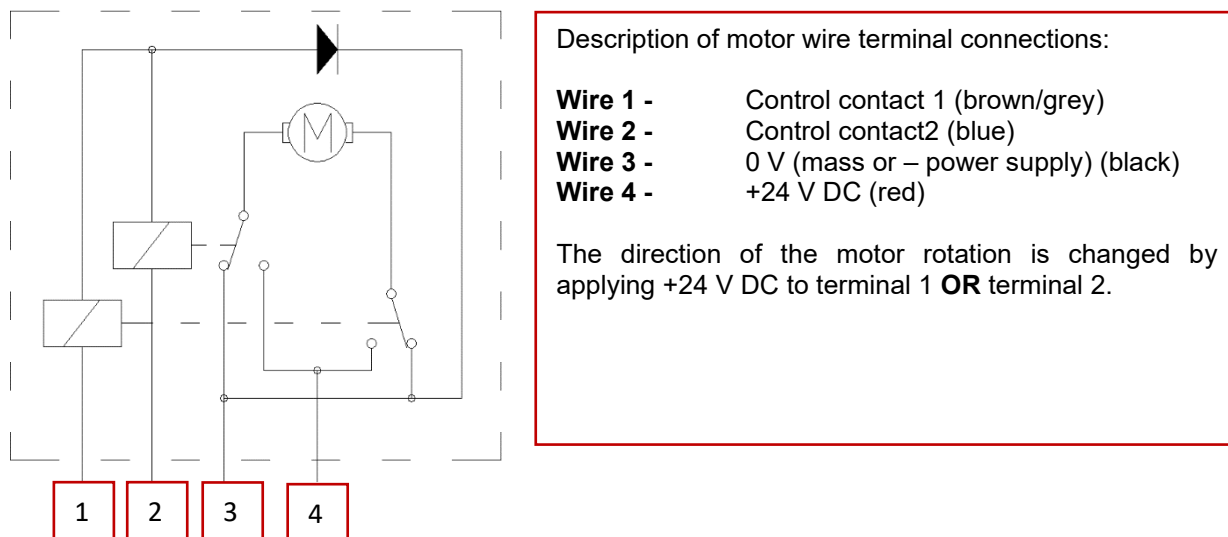 M
1
2
3
4
Description of motor wire terminal connections:
Wire 1 - Control contact 1 (brown/grey)
Wire 2 - Control contact2 (blue)
Wire 3 - 0 V (mass or – power supply) (black)
Wire 4 - +24 V DC (red)
The direction of the motor rotation is changed by
applying +24 V DC to terminal 1 OR terminal 2.